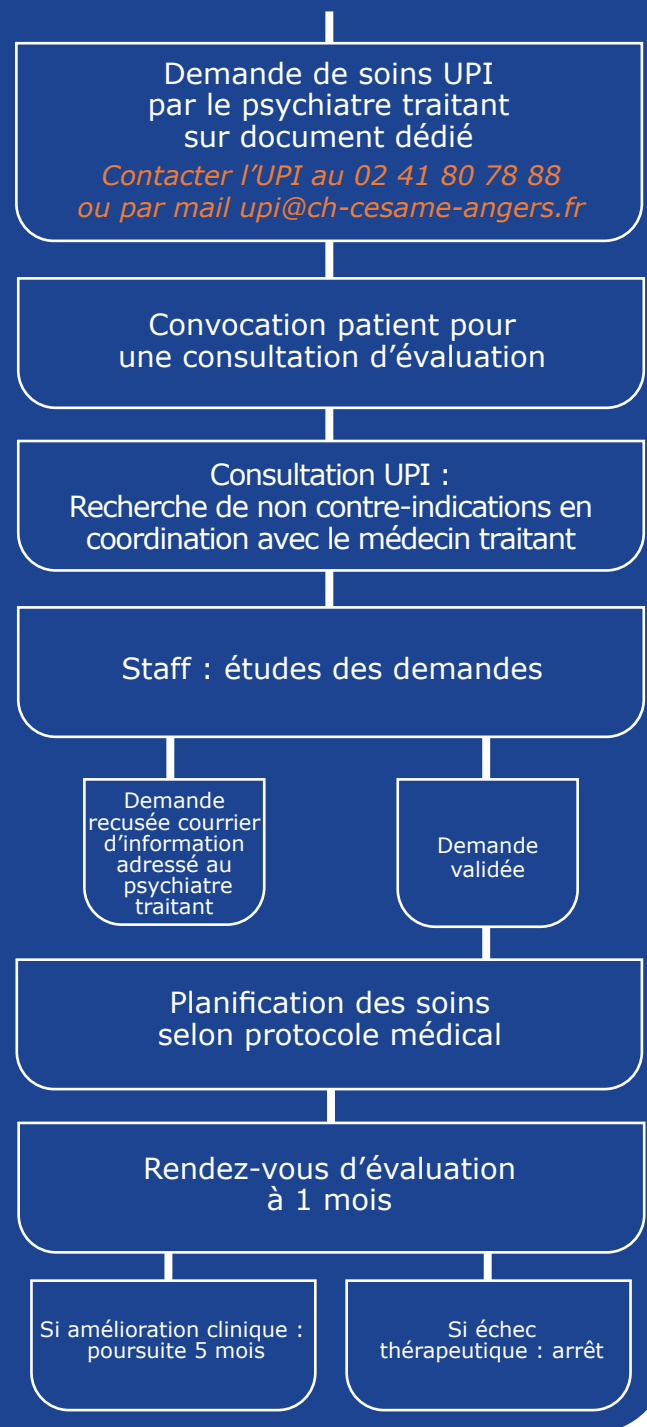 Demande de soins UPI
par le psychiatre traitant
sur document dédié
Contacter l’UPI au 02 41 80 78 88
ou par mail upi@ch-cesame-angers.fr
Convocation patient pour
une consultation d’évaluation
Consultation UPI :
Recherche de non contre-indications en
coordination avec le médecin traitant
Staff : études des demandes
Demande
recusée courrier
d’information
adressé au
psychiatre
traitant
Demande
validée
Planification des soins
selon protocole médical
Rendez-vous d’évaluation
à 1 mois
Si amélioration clinique :
poursuite 5 mois
Si échec
thérapeutique : arrêt